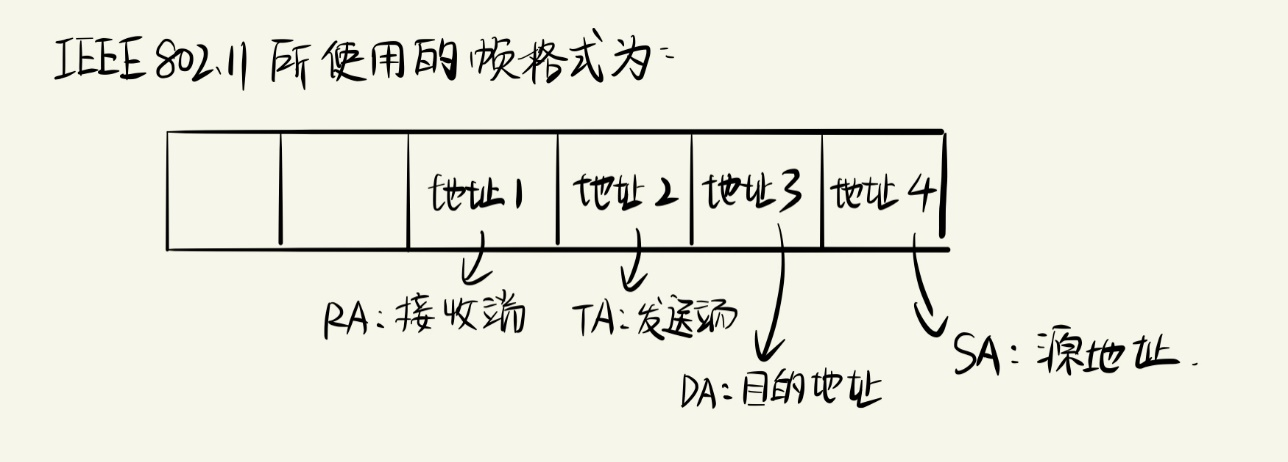 IEEE 802.11 所使用的帧格式为:
地址1 地址2 地址3 地址4
RA:接收端 TA:发送端
SA:源地址.
DA:目的地址